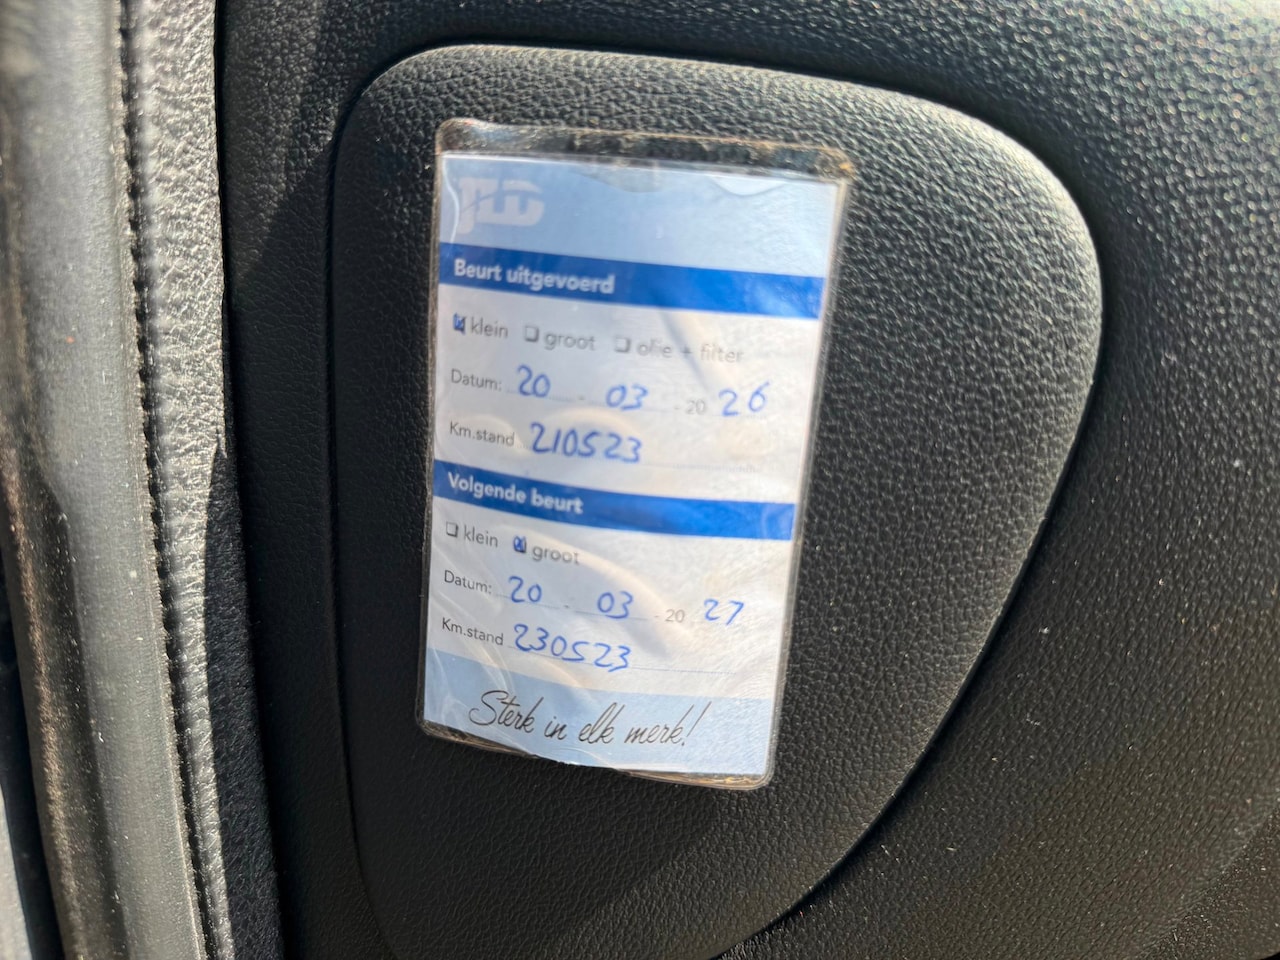 Beurt uitgevoerd
klein groot olie + filter
Datum: 20 - 03 - 20 26
Km.stand 210523
Volgende beurt
klein groot
Datum: 20 - 03 - 20 27
Km.stand 230523
Sterk in elk merk!